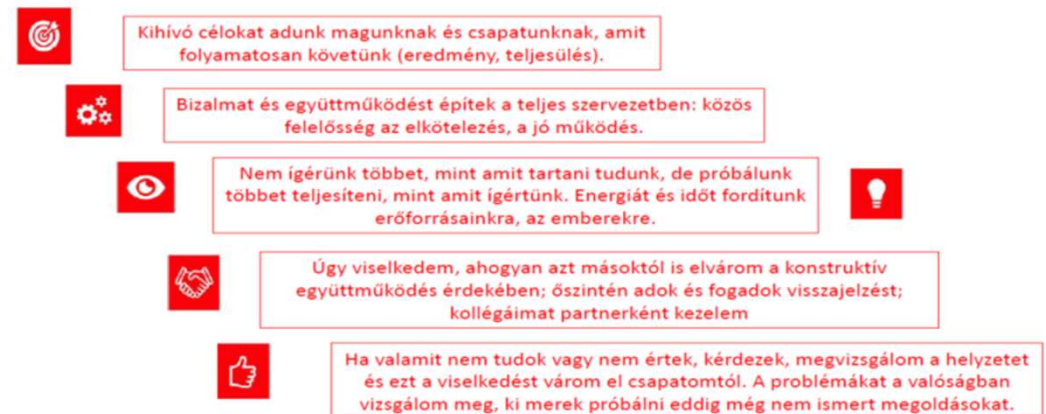 Kihívó célokat adunk magunknak és csapatunknak, amit
folyamatosan követünk (eredmény, teljesülés).
Bizalmat és együttműködést építek a teljes szervezetben: közös
felelősség az elkötelezés, a jó működés.
Nem ígérünk többet, mint amit tartani tudunk, de próbálunk
többet teljesíteni, mint amit ígértünk. Energiát és időt fordítunk
erőforrásainkra, az emberekre.
Úgy viselkedem, ahogyan azt másoktól is elvárom a konstruktív
együttműködés érdekében; őszintén adok és fogadok visszajelzést;
kollégáimat partnerként kezelem
Ha valamit nem tudok vagy nem értek, kérdezek, megvizsgálom a helyzetet
és ezt a viselkedést várom el csapatomtól. A problémákat a valóságban
vizsgálom meg, ki merek próbálni eddig még nem ismert megoldásokat.